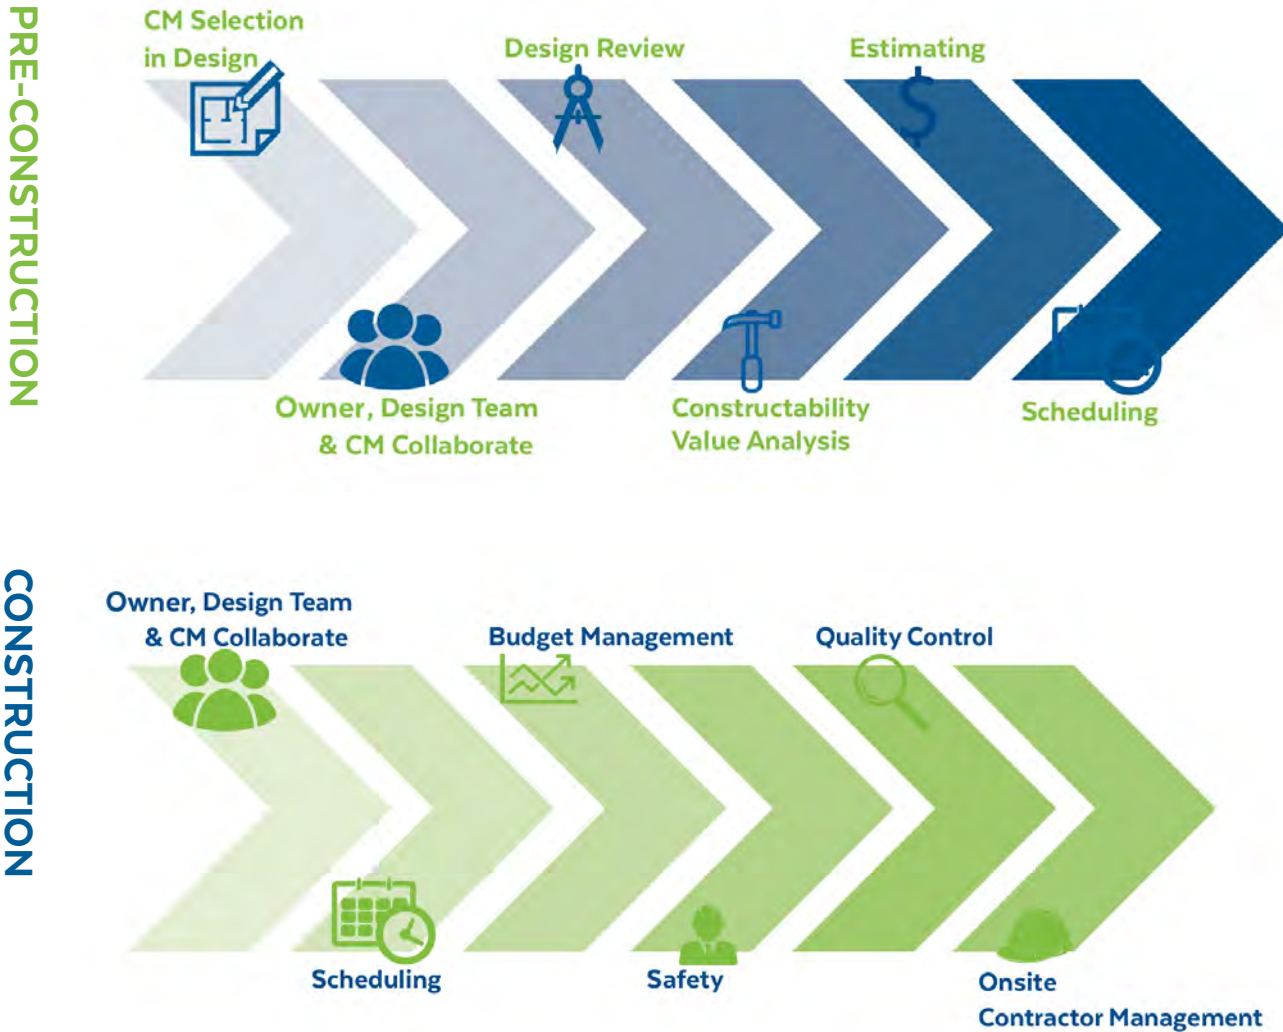 PRE-CONSTRUCTION
CM Selection
in Design
Design Review
Estimating
$
Owner, Design Team
& CM Collaborate
Constructability
Value Analysis
Scheduling
CONSTRUCTION
Owner, Design Team
& CM Collaborate
Budget Management
Quality Control
Scheduling
Safety
Onsite
Contractor Management